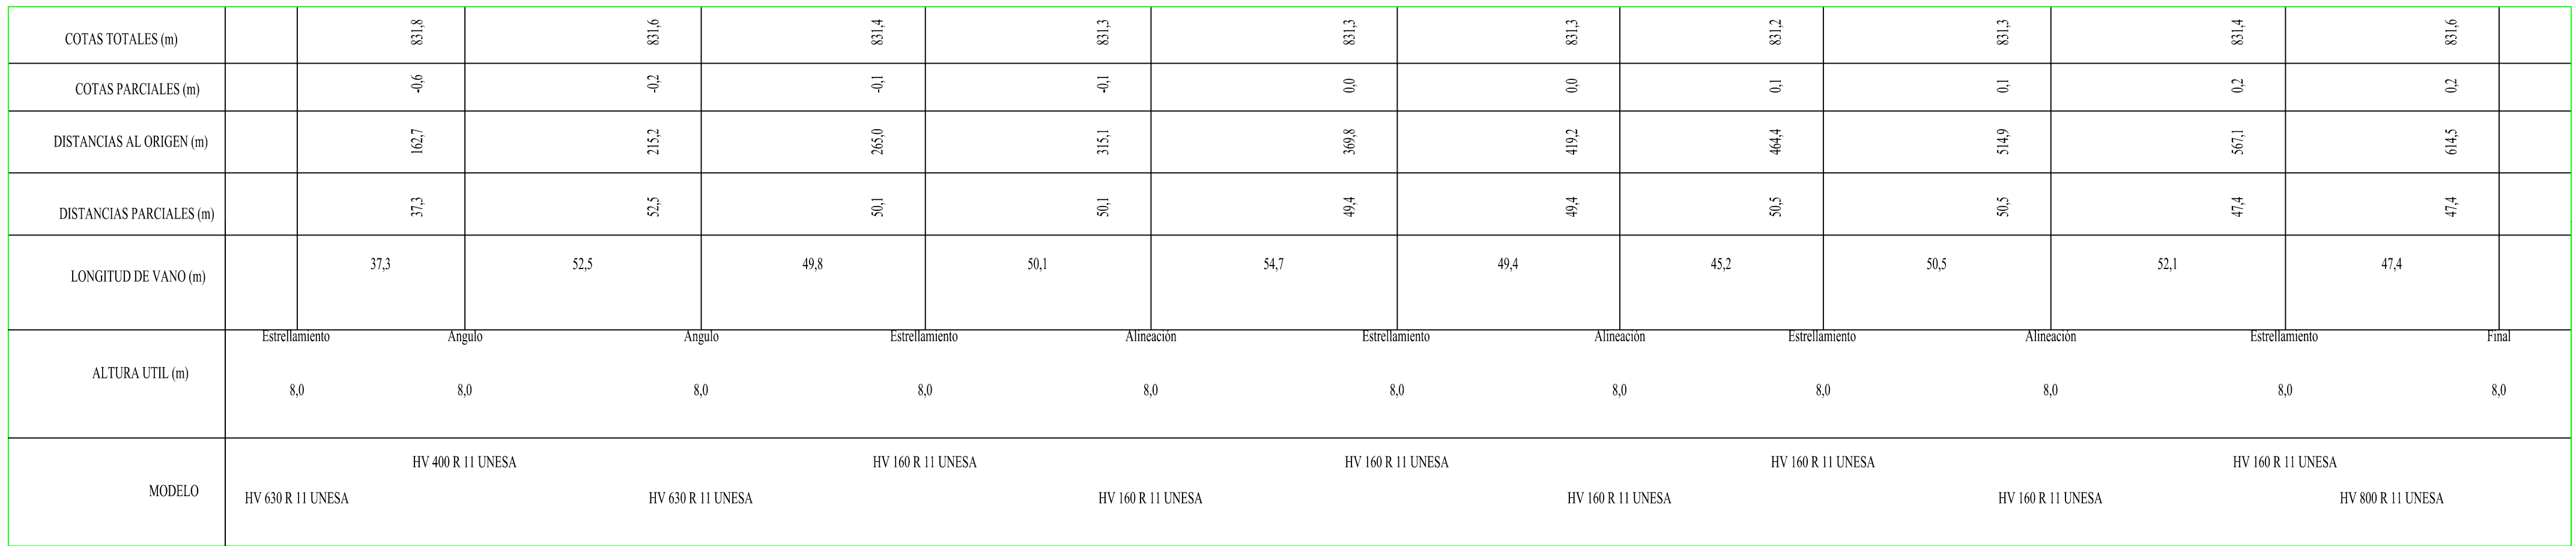 COTAS TOTALES (m) 831,8 831,6 831,4 831,3 831,3 831,3 831,2 831,3 831,4 831,6
COTAS PARCIALES (m) -0,6 -0,2 -0,1 -0,1 0,0 0,0 0,1 0,1 0,2 0,2
DISTANCIAS AL ORIGEN (m) 162,7 215,2 265,0 315,1 369,8 419,2 464,4 514,9 567,1 614,5
DISTANCIAS PARCIALES (m) 37,3 52,5 50,1 50,1 49,4 49,4 50,5 50,5 47,4 47,4
LONGITUD DE VANO (m) 37,3 52,5 49,8 50,1 54,7 49,4 45,2 50,5 52,1 47,4
Estrellamiento Angulo Angulo Estrellamiento Alineación Estrellamiento Alineación Estrellamiento Alineación Estrellamiento Final
ALTURA UTIL (m) 8,0 8,0 8,0 8,0 8,0 8,0 8,0 8,0 8,0 8,0 8,0
HV 400 R 11 UNESA HV 160 R 11 UNESA HV 160 R 11 UNESA HV 160 R 11 UNESA HV 160 R 11 UNESA
MODELO HV 630 R 11 UNESA HV 630 R 11 UNESA HV 160 R 11 UNESA HV 160 R 11 UNESA HV 160 R 11 UNESA HV 800 R 11 UNESA